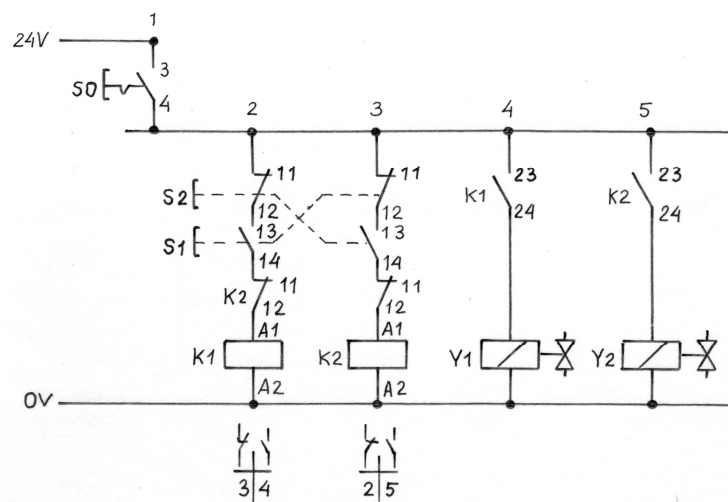 1
24V
3
S0
4
2 3 4 5
11 11 23 23
S2 K1 K2
12 12 24 24
13 13
S1
14 14
K2 11 11
12 12
A1 A1
K1 K2 Y1 Y2
A2 A2
0V
3 4 2 5